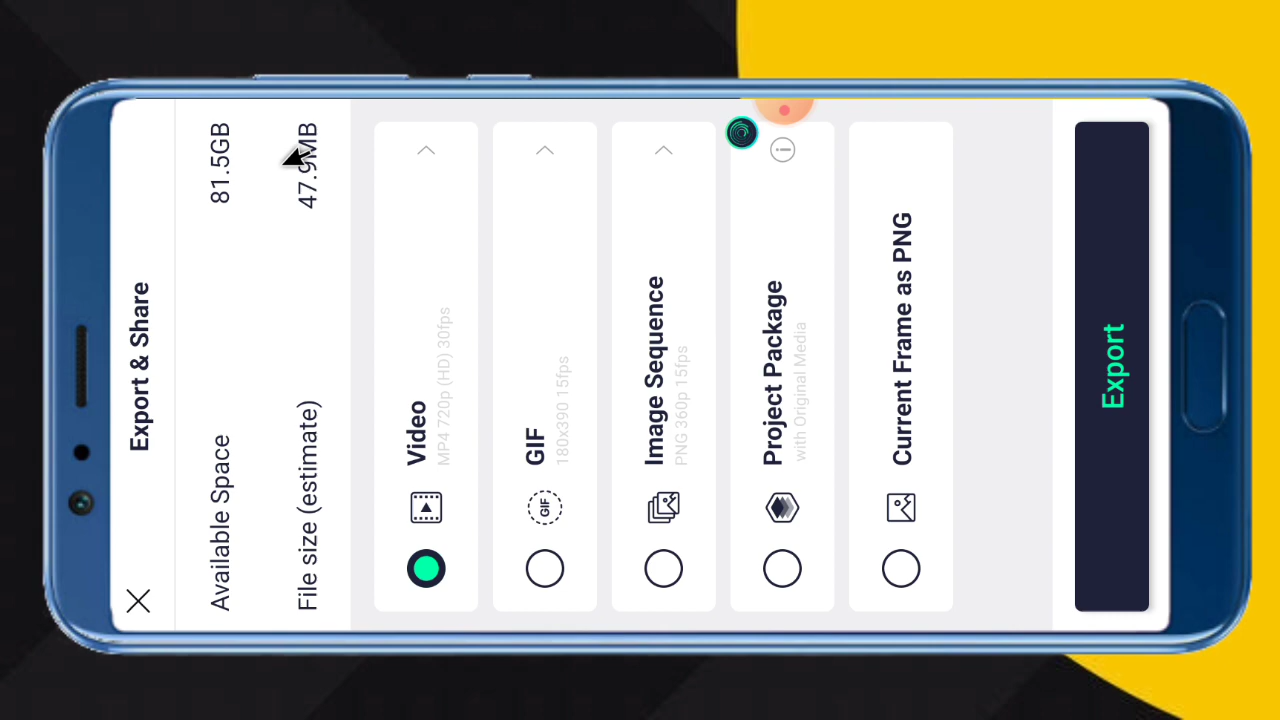 Export & Share
Available Space 81.5GB
File size (estimate) 47.9MB
Video
MP4 720p (HD) 30fps
GIF
GIF
180x390 15fps
Image Sequence
PNG 360p 15fps
Project Package
with Original Media
Current Frame as PNG
Export